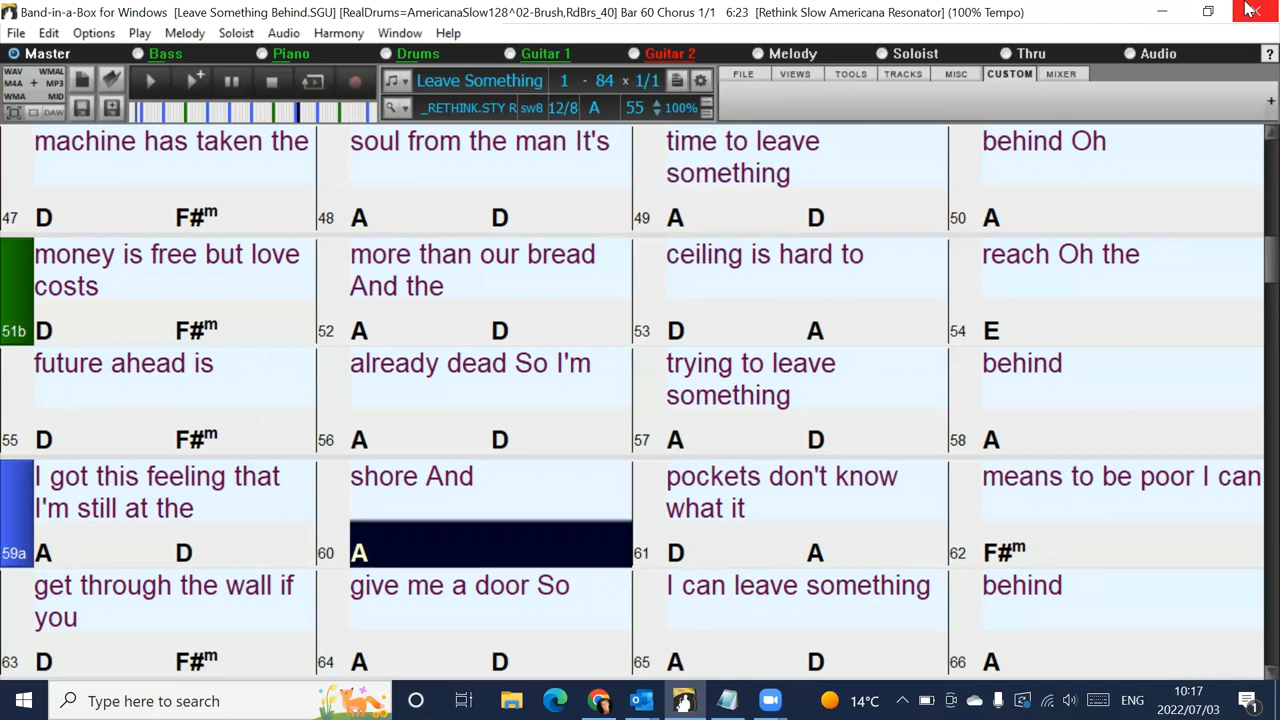 Band-in-a-Box for Windows [Leave Something Behind.SGU] [RealDrums=AmericanaSlow128^02-Brush,RdBrs_40] Bar 60 Chorus 1/1 6:23 [Rethink Slow Americana Resonator] (100% Tempo)
File Edit Options Play Melody Soloist Audio Harmony Window Help
Master Bass Piano Drums Guitar 1 Guitar 2 Melody Soloist Thru Audio ?
WAV WMAL
M4A + MP3
WMA MID
DAW
Leave Something 1 - 84 x 1/1
_RETHINK.STY R sw8 12/8 A 55 100%
FILE VIEWS TOOLS TRACKS MISC CUSTOM MIXER
+
machine has taken the soul from the man It's time to leave something behind Oh
47 D F#m 48 A D 49 A D 50 A
money is free but love costs more than our bread And the ceiling is hard to reach Oh the
51b D F#m 52 A D 53 D A 54 E
future ahead is already dead So I'm trying to leave something behind
55 D F#m 56 A D 57 A D 58 A
I got this feeling that I'm still at the shore And pockets don't know what it means to be poor I can
59a A D 60 A 61 D A 62 F#m
get through the wall if you give me a door So I can leave something behind
63 D F#m 64 A D 65 A D 66 A
Type here to search
14°C
ENG
10:17
2022/07/03
1